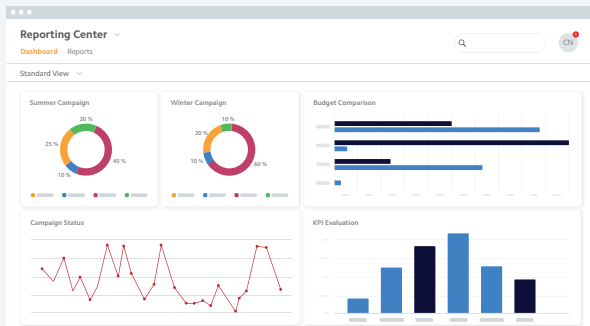 Reporting Center
CN
Dashboard Reports
Standard View
Summer Campaign
20 %
25 %
45 %
10 %
Winter Campaign
10 %
20 %
10 %
60 %
Budget Comparison
Campaign Status
KPI Evaluation